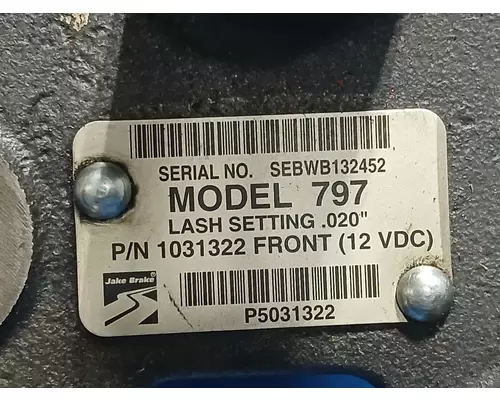 SERIAL NO. SEBWB132452
MODEL 797
LASH SETTING .020"
P/N 1031322 FRONT (12 VDC)
Jake Brake®
P5031322